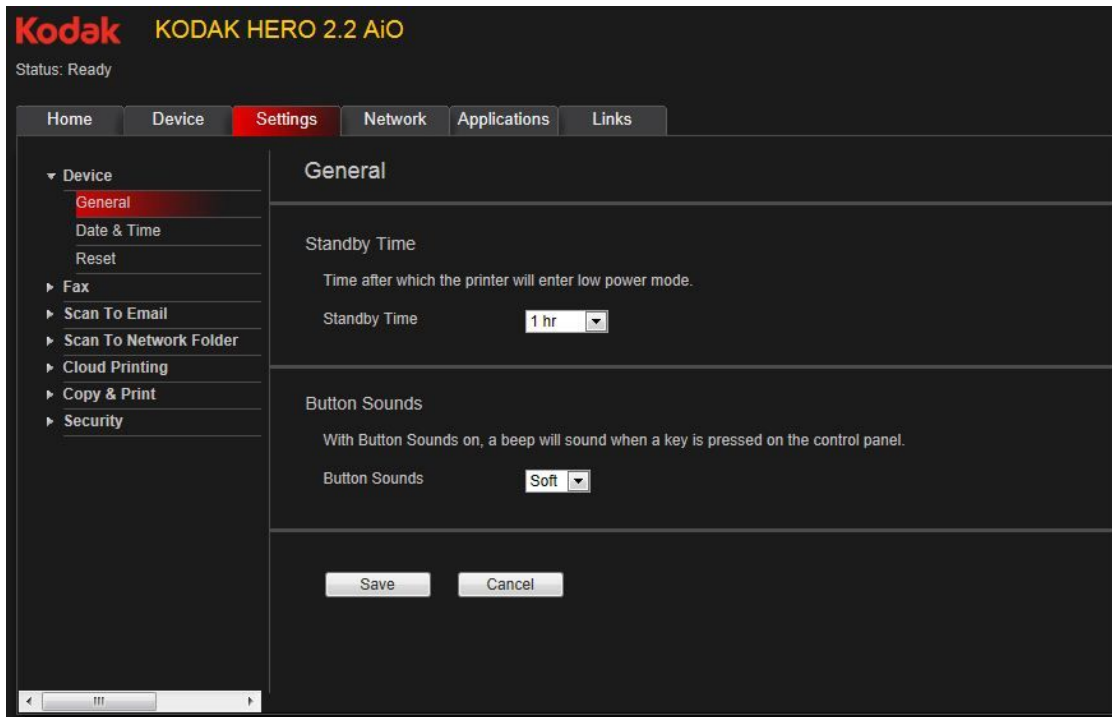 Kodak KODAK HERO 2.2 AiO
Status: Ready
Home Device Settings Network Applications Links
Device
General
Date & Time
Reset
Fax
Scan To Email
Scan To Network Folder
Cloud Printing
Copy & Print
Security
General
Standby Time
Time after which the printer will enter low power mode.
Standby Time 1 hr
Button Sounds
With Button Sounds on, a beep will sound when a key is pressed on the control panel.
Button Sounds Soft
Save Cancel